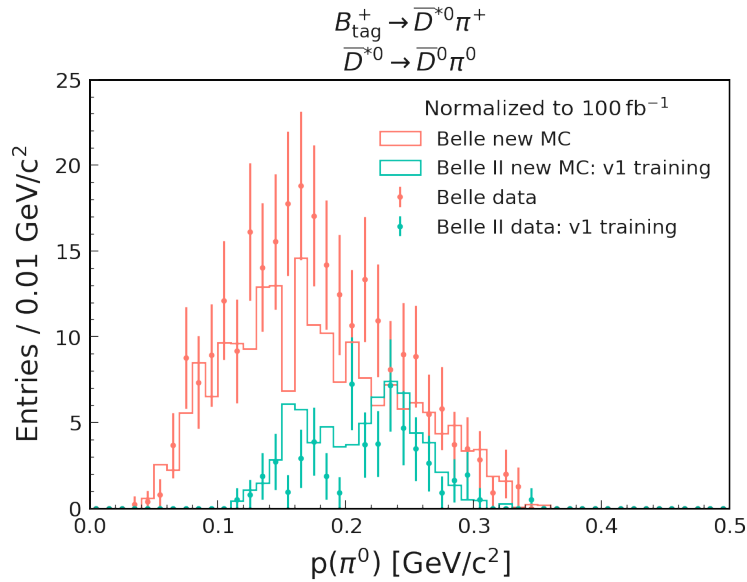 B⁺tag → D̅*⁰π⁺
D̅*⁰ → D̅⁰π⁰
25
20
15
10
5
0
Entries / 0.01 GeV/c²
Normalized to 100 fb⁻¹
Belle new MC
Belle II new MC: v1 training
Belle data
Belle II data: v1 training
0.0 0.1 0.2 0.3 0.4 0.5
p(π⁰) [GeV/c²]